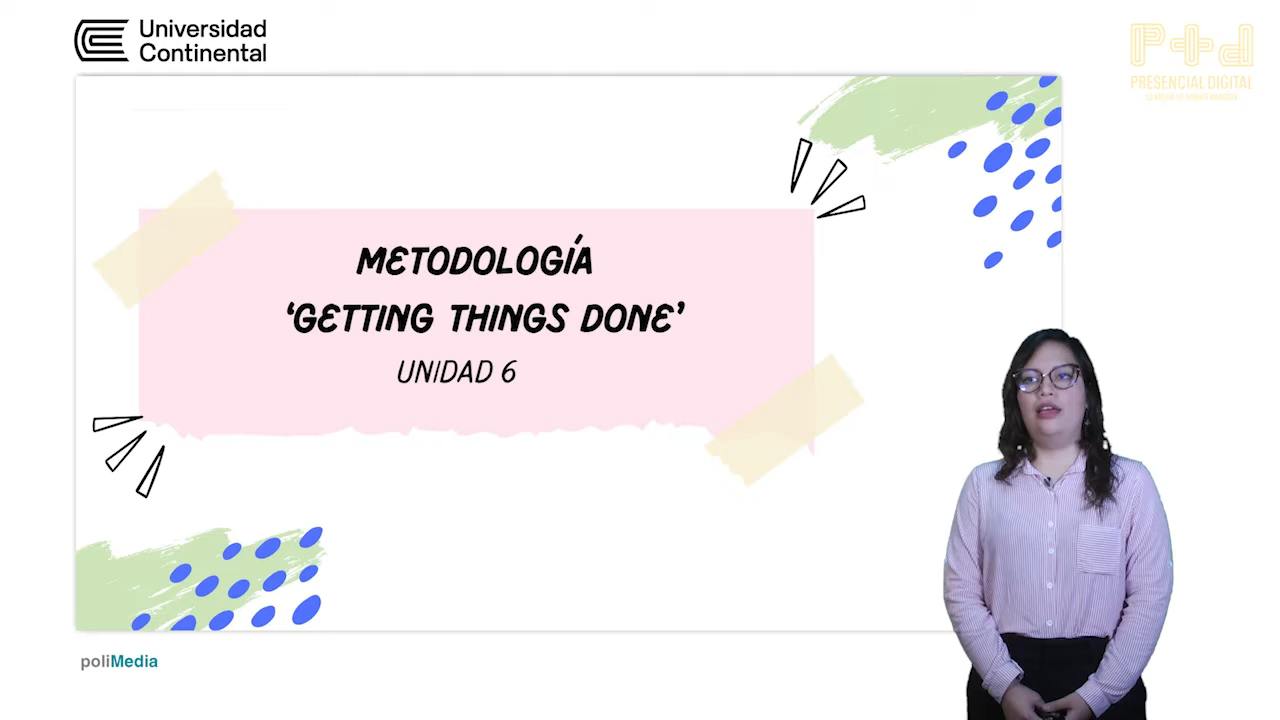 Universidad
Continental
P+d
PRESENCIAL DIGITAL
METODOLOGÍA
‘GETTING THINGS DONE’
UNIDAD 6
poliMedia